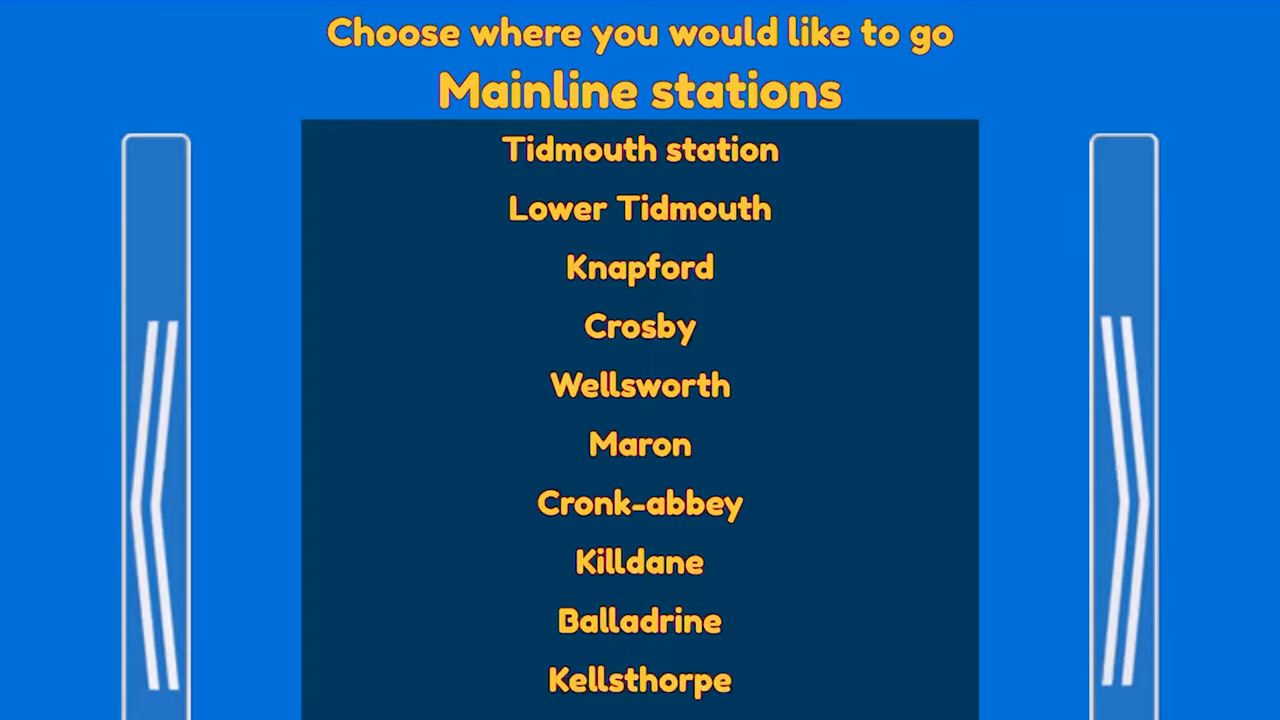 Choose where you would like to go
Mainline stations
Tidmouth station
Lower Tidmouth
Knapford
Crosby
Wellsworth
Maron
Cronk-abbey
Killdane
Balladrine
Kellsthorpe